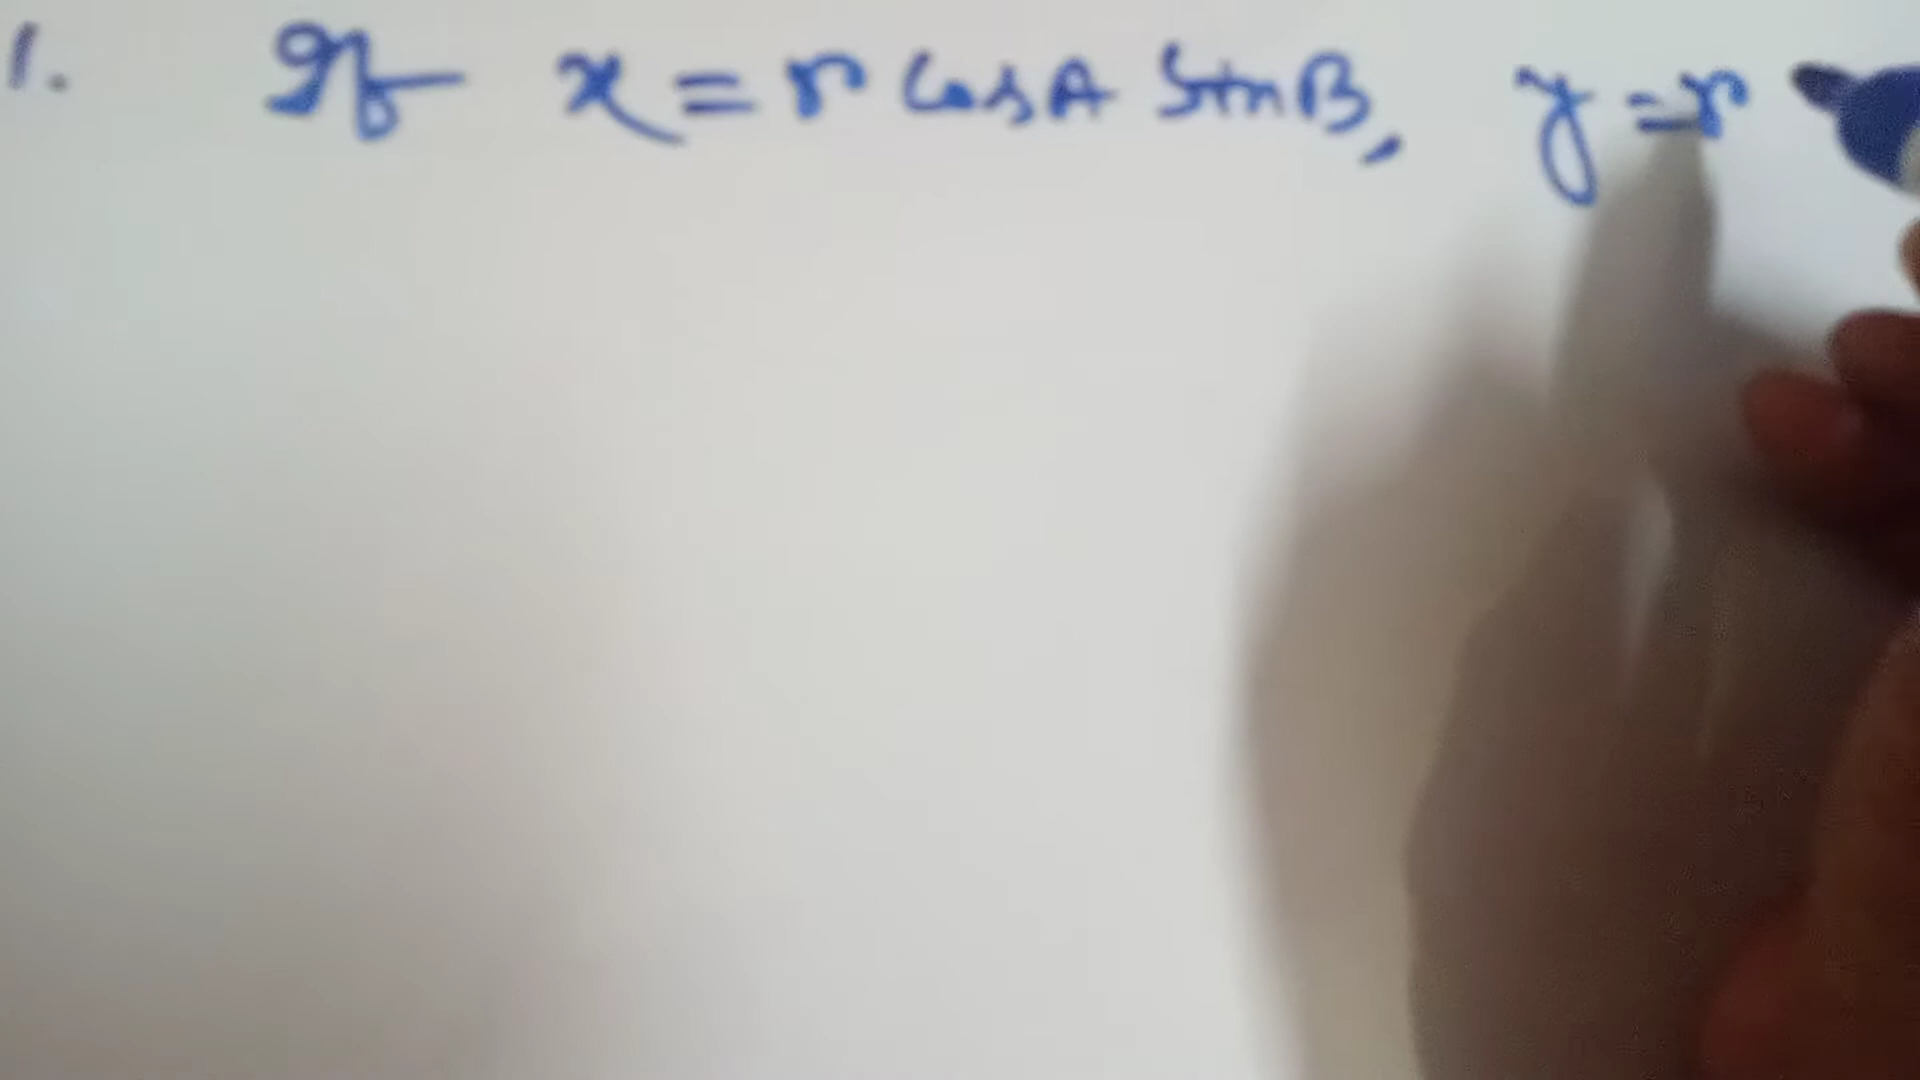 1. If x = r CosA SinB, y = r